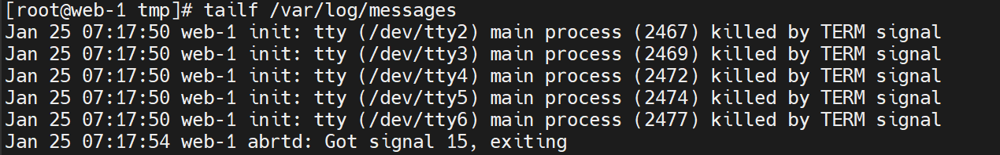 [root@web-1 tmp]# tailf /var/log/messages
Jan 25 07:17:50 web-1 init: tty (/dev/tty2) main process (2467) killed by TERM signal
Jan 25 07:17:50 web-1 init: tty (/dev/tty3) main process (2469) killed by TERM signal
Jan 25 07:17:50 web-1 init: tty (/dev/tty4) main process (2472) killed by TERM signal
Jan 25 07:17:50 web-1 init: tty (/dev/tty5) main process (2474) killed by TERM signal
Jan 25 07:17:50 web-1 init: tty (/dev/tty6) main process (2477) killed by TERM signal
Jan 25 07:17:54 web-1 abrtd: Got signal 15, exiting